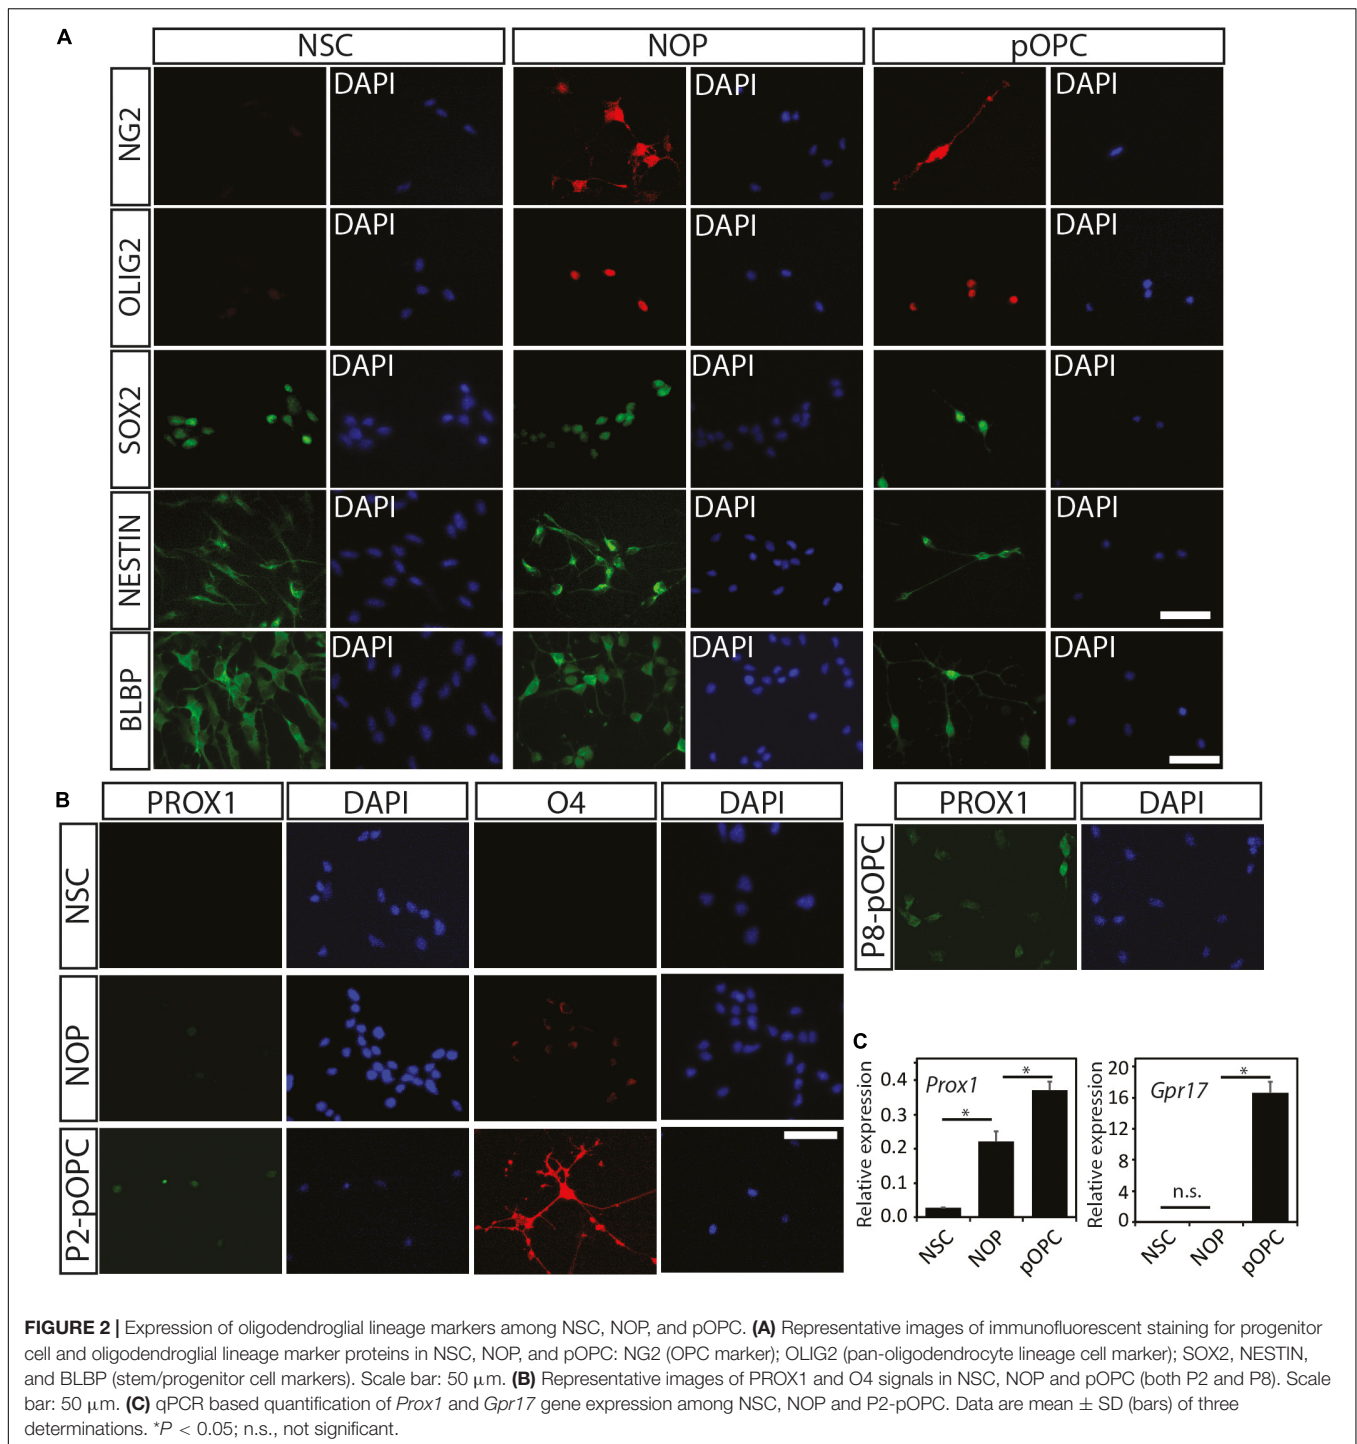 A
NSC NOP pOPC
NG2 DAPI DAPI DAPI
OLIG2 DAPI DAPI DAPI
SOX2 DAPI DAPI DAPI
NESTIN DAPI DAPI DAPI
BLBP DAPI DAPI DAPI
B
PROX1 DAPI O4 DAPI
NSC
NOP
P2-pOPC
PROX1 DAPI
P8-pOPC
C
Relative expression
0.4
0.3
0.2
0.1
0.0
Prox1
*
*
NSC NOP pOPC
Relative expression
20
16
12
8
4
0
Gpr17
*
n.s.
NSC NOP pOPC
FIGURE 2 | Expression of oligodendroglial lineage markers among NSC, NOP, and pOPC. (A) Representative images of immunofluorescent staining for progenitor
cell and oligodendroglial lineage marker proteins in NSC, NOP, and pOPC: NG2 (OPC marker); OLIG2 (pan-oligodendrocyte lineage cell marker); SOX2, NESTIN,
and BLBP (stem/progenitor cell markers). Scale bar: 50 μm. (B) Representative images of PROX1 and O4 signals in NSC, NOP and pOPC (both P2 and P8). Scale
bar: 50 μm. (C) qPCR based quantification of Prox1 and Gpr17 gene expression among NSC, NOP and P2-pOPC. Data are mean ± SD (bars) of three
determinations. *P < 0.05; n.s., not significant.